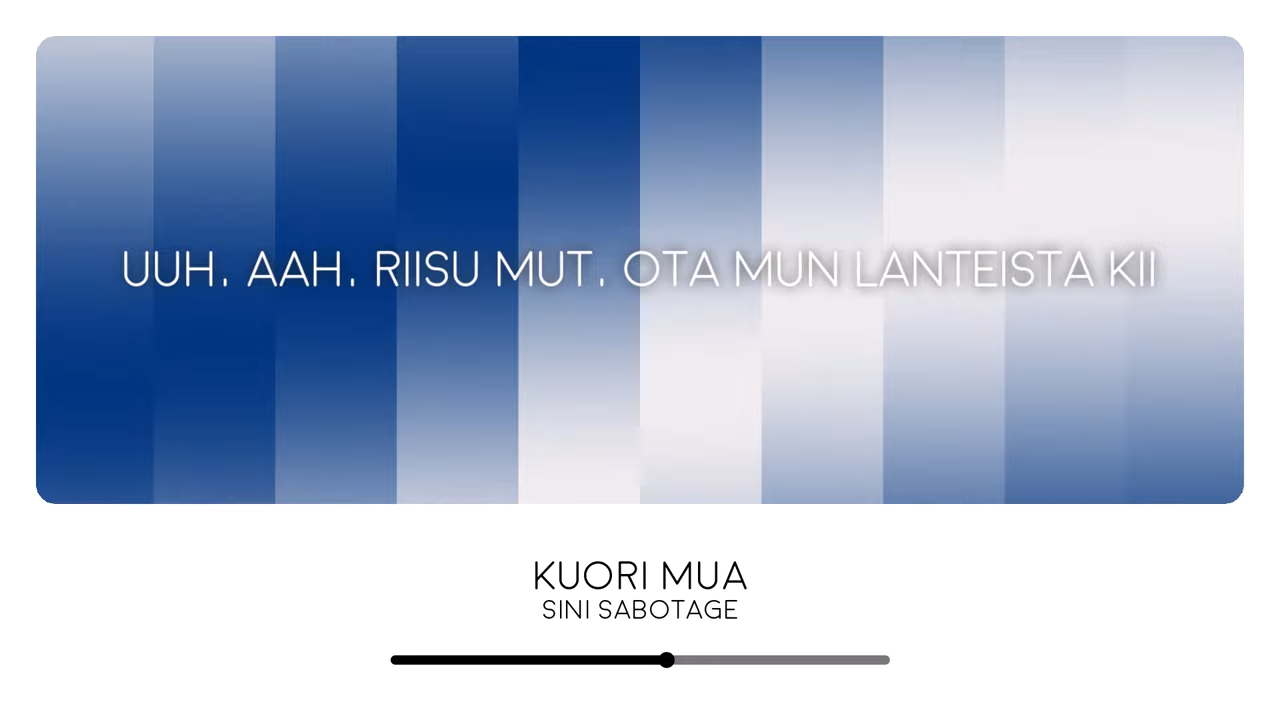 UUH. AAH. RIISU MUT. OTA MUN LANTEISTA KII
KUORI MUA
SINI SABOTAGE